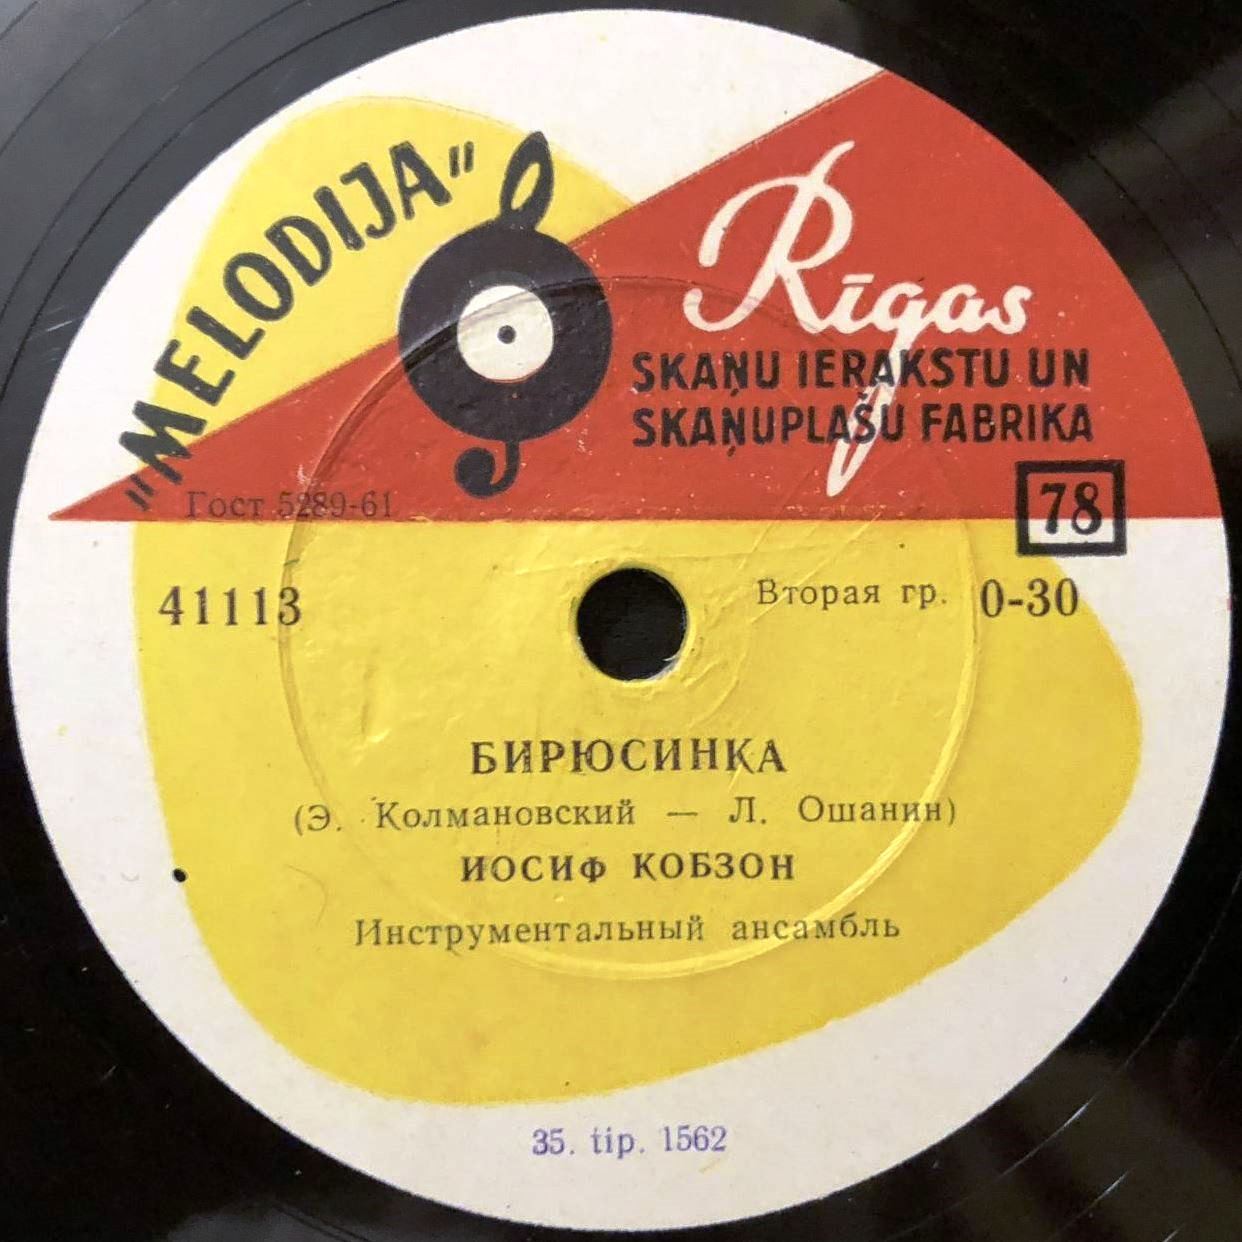 "MELODIJA"
Rīgas
SKAŅU IERAKSTU UN
SKAŅUPLAŠU FABRIKA
78
Гост 5289-61
41113
Вторая гр. 0-30
БИРЮСИНКА
(Э. Колмановский — Л. Ошанин)
ИОСИФ КОБЗОН
Инструментальный ансамбль
35. tip. 1562